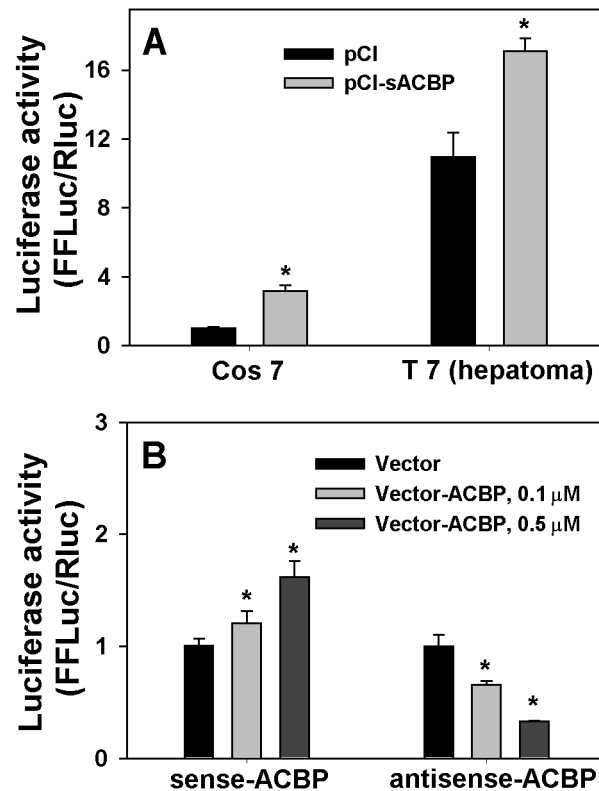 A
pCI
pCI-sACBP
Luciferase activity
(FFLuc/Rluc)
16
12
8
4
0
*
*
Cos 7
T 7 (hepatoma)
B
Vector
Vector-ACBP, 0.1 μM
Vector-ACBP, 0.5 μM
Luciferase activity
(FFLuc/Rluc)
3
2
1
0
*
*
*
*
sense-ACBP
antisense-ACBP